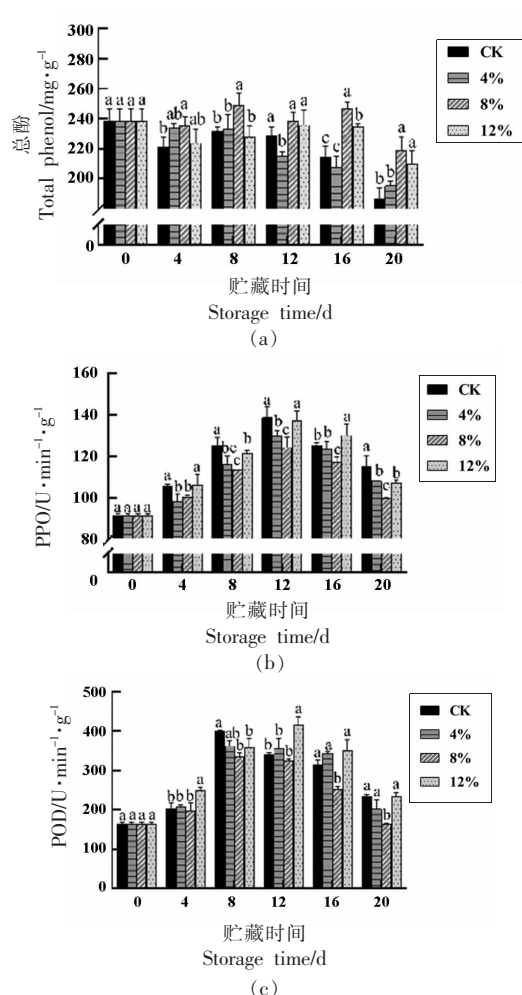 总酚
Total phenol/mg·g⁻¹
300
280
260
240
220
200
0
a a a a
b ab a ab
b b a b
a b a a
c c a b
b b a a
CK
4%
8%
12%
0 4 8 12 16 20
贮藏时间
Storage time/d
(a)
PPO/U·min⁻¹·g⁻¹
160
140
120
100
80
0
a a a a
a b b a
a bc c b
a b c a
b b c a
a b c b
CK
4%
8%
12%
0 4 8 12 16 20
贮藏时间
Storage time/d
(b)
POD/U·min⁻¹·g⁻¹
500
400
300
200
100
0
a a a a
b b b a
a ab b b
b b b a
a a b a
a a b a
CK
4%
8%
12%
0 4 8 12 16 20
贮藏时间
Storage time/d
(c)